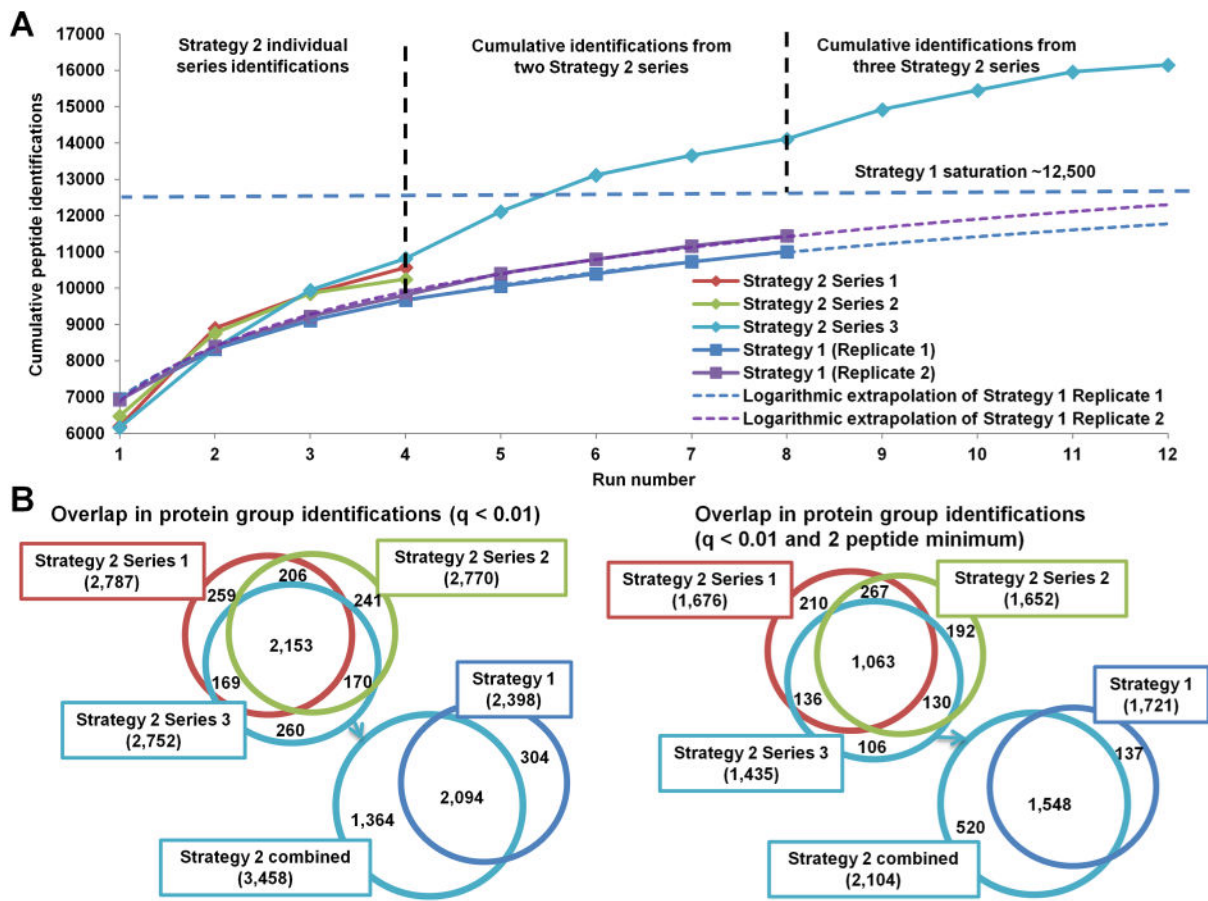 A
17000
16000
15000
14000
13000
12000
11000
10000
9000
8000
7000
6000
Cumulative peptide identifications
Strategy 2 individual
series identifications
Cumulative identifications from
two Strategy 2 series
Cumulative identifications from
three Strategy 2 series
Strategy 1 saturation ~12,500
Strategy 2 Series 1
Strategy 2 Series 2
Strategy 2 Series 3
Strategy 1 (Replicate 1)
Strategy 1 (Replicate 2)
Logarithmic extrapolation of Strategy 1 Replicate 1
Logarithmic extrapolation of Strategy 1 Replicate 2
1 2 3 4 5 6 7 8 9 10 11 12
Run number
B
Overlap in protein group identifications (q < 0.01)
Strategy 2 Series 1
(2,787)
Strategy 2 Series 2
(2,770)
206
259
241
2,153
169
170
260
Strategy 2 Series 3
(2,752)
Strategy 1
(2,398)
304
2,094
1,364
Strategy 2 combined
(3,458)
Overlap in protein group identifications
(q < 0.01 and 2 peptide minimum)
Strategy 2 Series 1
(1,676)
Strategy 2 Series 2
(1,652)
267
210
192
1,063
136
130
106
Strategy 2 Series 3
(1,435)
Strategy 1
(1,721)
137
1,548
520
Strategy 2 combined
(2,104)